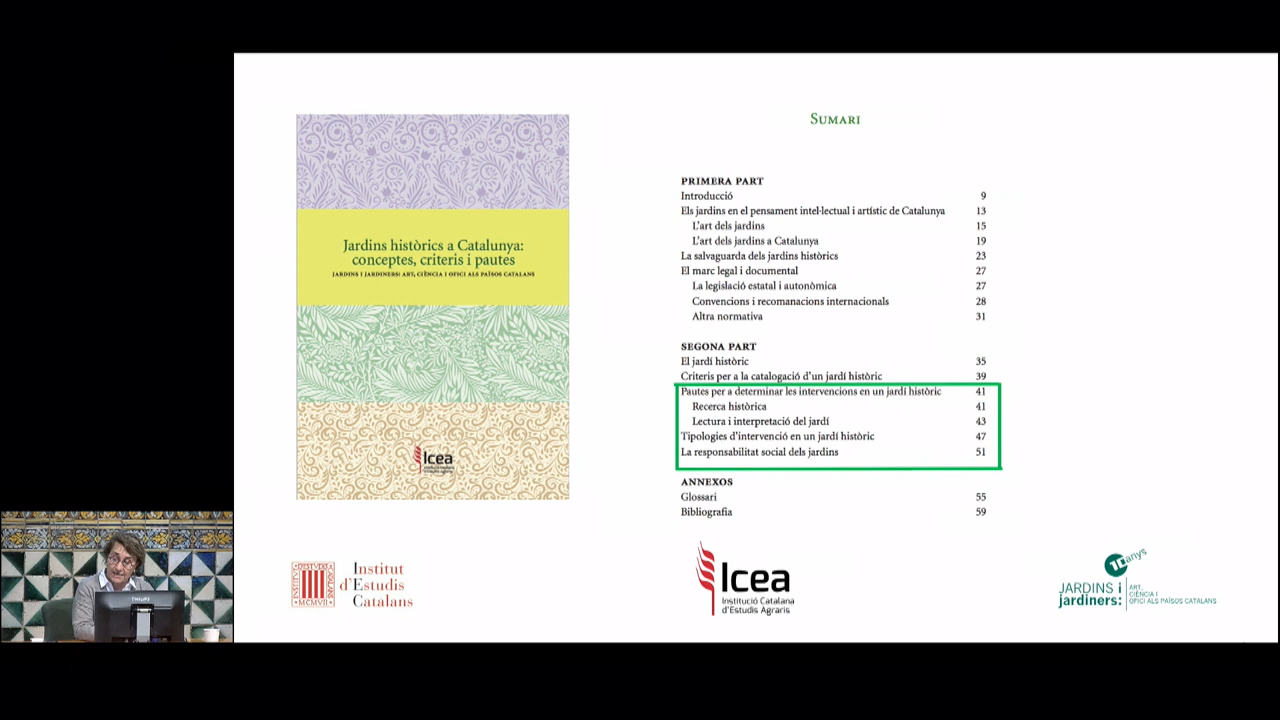 Jardins històrics a Catalunya:
conceptes, criteris i pautes
JARDINS I JARDINERS: ART, CIÈNCIA I OFICI ALS PAÏSOS CATALANS
Icea
SUMARI
PRIMERA PART
Introducció 9
Els jardins en el pensament intel·lectual i artístic de Catalunya 13
L'art dels jardins 15
L'art dels jardins a Catalunya 19
La salvaguarda dels jardins històrics 23
El marc legal i documental 27
La legislació estatal i autonòmica 27
Convencions i recomanacions internacionals 28
Altra normativa 31
SEGONA PART
El jardí històric 35
Criteris per a la catalogació d'un jardí històric 39
Pautes per a determinar les intervencions en un jardí històric 41
Recerca històrica 41
Lectura i interpretació del jardí 43
Tipologies d'intervenció en un jardí històric 47
La responsabilitat social dels jardins 51
ANNEXOS
Glossari 55
Bibliografia 59
MCMVII
Institut
d'Estudis
Catalans
Icea
Institució Catalana
d'Estudis Agraris
10 anys
JARDINS i
jardiners:
ART,
CIÈNCIA I
OFICI ALS PAÏSOS CATALANS
PHILIPS